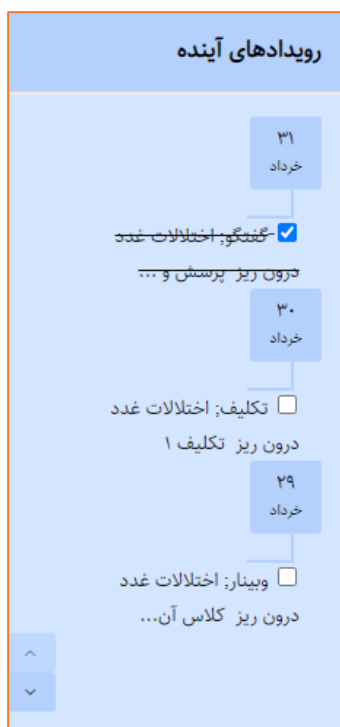 رویدادهای آینده
۳۱
خرداد
گفتگو; اختلالات غدد
درون ریز پرسش و ...
۳۰
خرداد
تکلیف; اختلالات غدد
درون ریز تکلیف ۱
۲۹
خرداد
وبینار; اختلالات غدد
درون ریز کلاس آن...